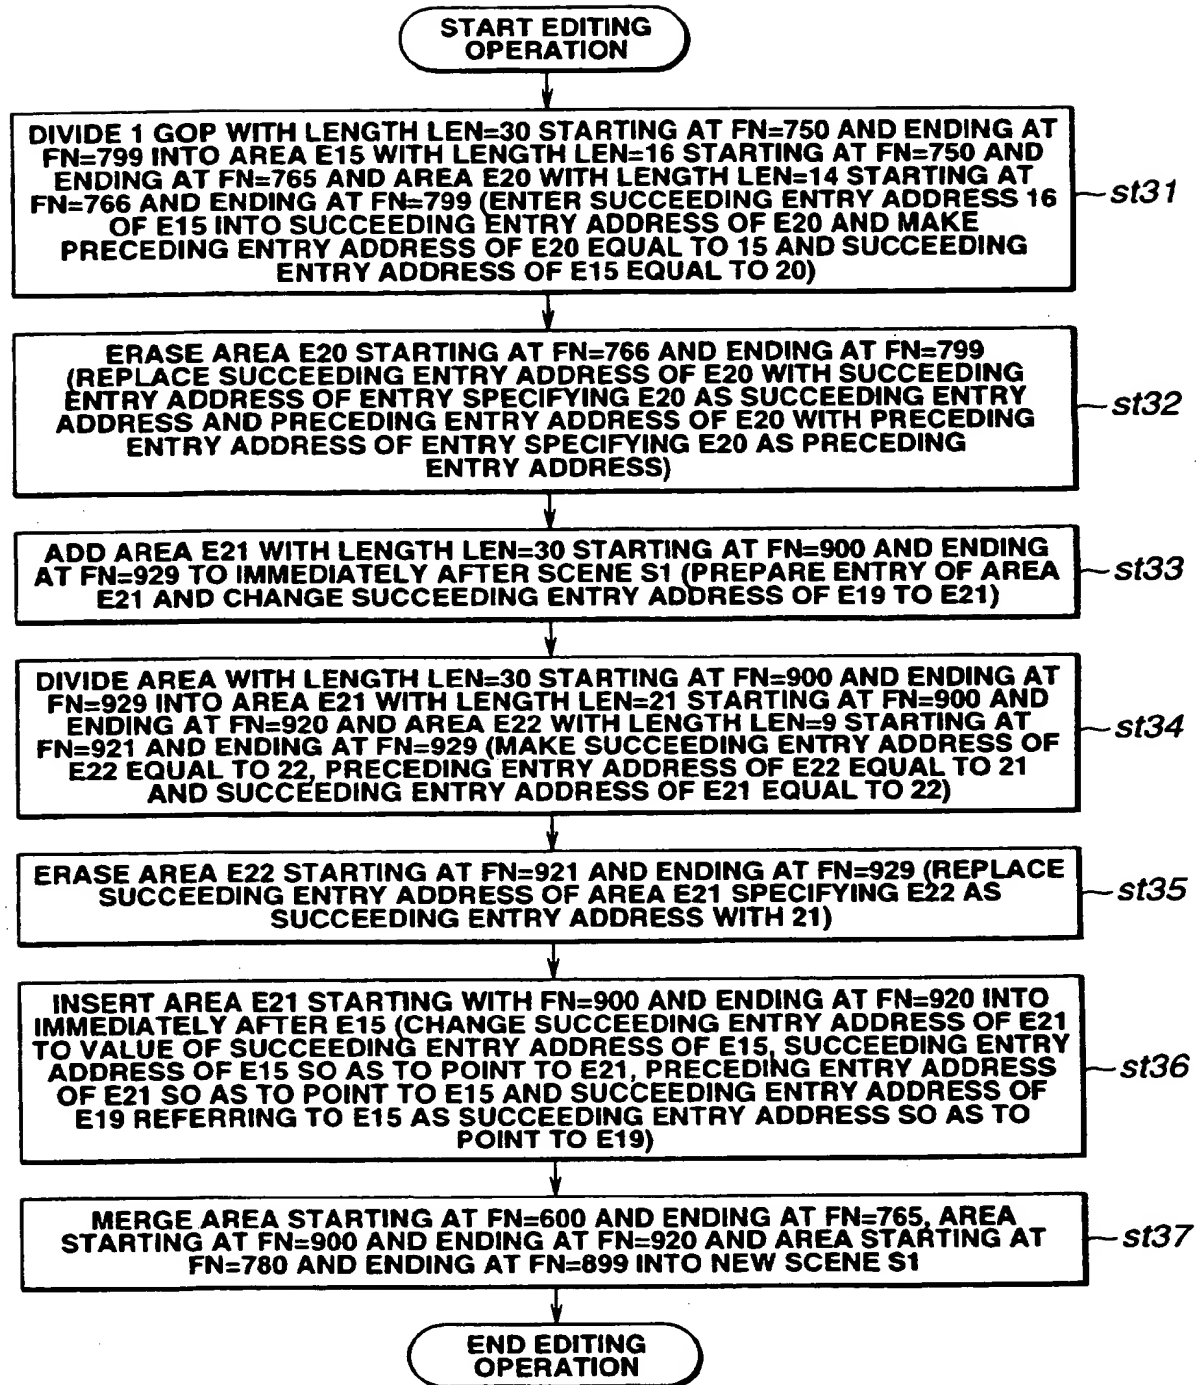 START EDITING
OPERATION
DIVIDE 1 GOP WITH LENGTH LEN=30 STARTING AT FN=750 AND ENDING AT
FN=799 INTO AREA E15 WITH LENGTH LEN=16 STARTING AT FN=750 AND
ENDING AT FN=765 AND AREA E20 WITH LENGTH LEN=14 STARTING AT
FN=766 AND ENDING AT FN=799 (ENTER SUCCEEDING ENTRY ADDRESS 16
OF E15 INTO SUCCEEDING ENTRY ADDRESS OF E20 AND MAKE
PRECEDING ENTRY ADDRESS OF E20 EQUAL TO 15 AND SUCCEEDING
ENTRY ADDRESS OF E15 EQUAL TO 20)
st31
ERASE AREA E20 STARTING AT FN=766 AND ENDING AT FN=799
(REPLACE SUCCEEDING ENTRY ADDRESS OF E20 WITH SUCCEEDING
ENTRY ADDRESS OF ENTRY SPECIFYING E20 AS SUCCEEDING ENTRY
ADDRESS AND PRECEDING ENTRY ADDRESS OF E20 WITH PRECEDING
ENTRY ADDRESS OF ENTRY SPECIFYING E20 AS PRECEDING
ENTRY ADDRESS)
st32
ADD AREA E21 WITH LENGTH LEN=30 STARTING AT FN=900 AND ENDING
AT FN=929 TO IMMEDIATELY AFTER SCENE S1 (PREPARE ENTRY OF AREA
E21 AND CHANGE SUCCEEDING ENTRY ADDRESS OF E19 TO E21)
st33
DIVIDE AREA WITH LENGTH LEN=30 STARTING AT FN=900 AND ENDING AT
FN=929 INTO AREA E21 WITH LENGTH LEN=21 STARTING AT FN=900 AND
ENDING AT FN=920 AND AREA E22 WITH LENGTH LEN=9 STARTING AT
FN=921 AND ENDING AT FN=929 (MAKE SUCCEEDING ENTRY ADDRESS OF
E22 EQUAL TO 22, PRECEDING ENTRY ADDRESS OF E22 EQUAL TO 21
AND SUCCEEDING ENTRY ADDRESS OF E21 EQUAL TO 22)
st34
ERASE AREA E22 STARTING AT FN=921 AND ENDING AT FN=929 (REPLACE
SUCCEEDING ENTRY ADDRESS OF AREA E21 SPECIFYING E22 AS
SUCCEEDING ENTRY ADDRESS WITH 21)
st35
INSERT AREA E21 STARTING WITH FN=900 AND ENDING AT FN=920 INTO
IMMEDIATELY AFTER E15 (CHANGE SUCCEEDING ENTRY ADDRESS OF E21
TO VALUE OF SUCCEEDING ENTRY ADDRESS OF E15, SUCCEEDING ENTRY
ADDRESS OF E15 SO AS TO POINT TO E21, PRECEDING ENTRY ADDRESS
OF E21 SO AS TO POINT TO E15 AND SUCCEEDING ENTRY ADDRESS OF
E19 REFERRING TO E15 AS SUCCEEDING ENTRY ADDRESS SO AS TO
POINT TO E19)
st36
MERGE AREA STARTING AT FN=600 AND ENDING AT FN=765, AREA
STARTING AT FN=900 AND ENDING AT FN=920 AND AREA STARTING AT
FN=780 AND ENDING AT FN=899 INTO NEW SCENE S1
st37
END EDITING
OPERATION